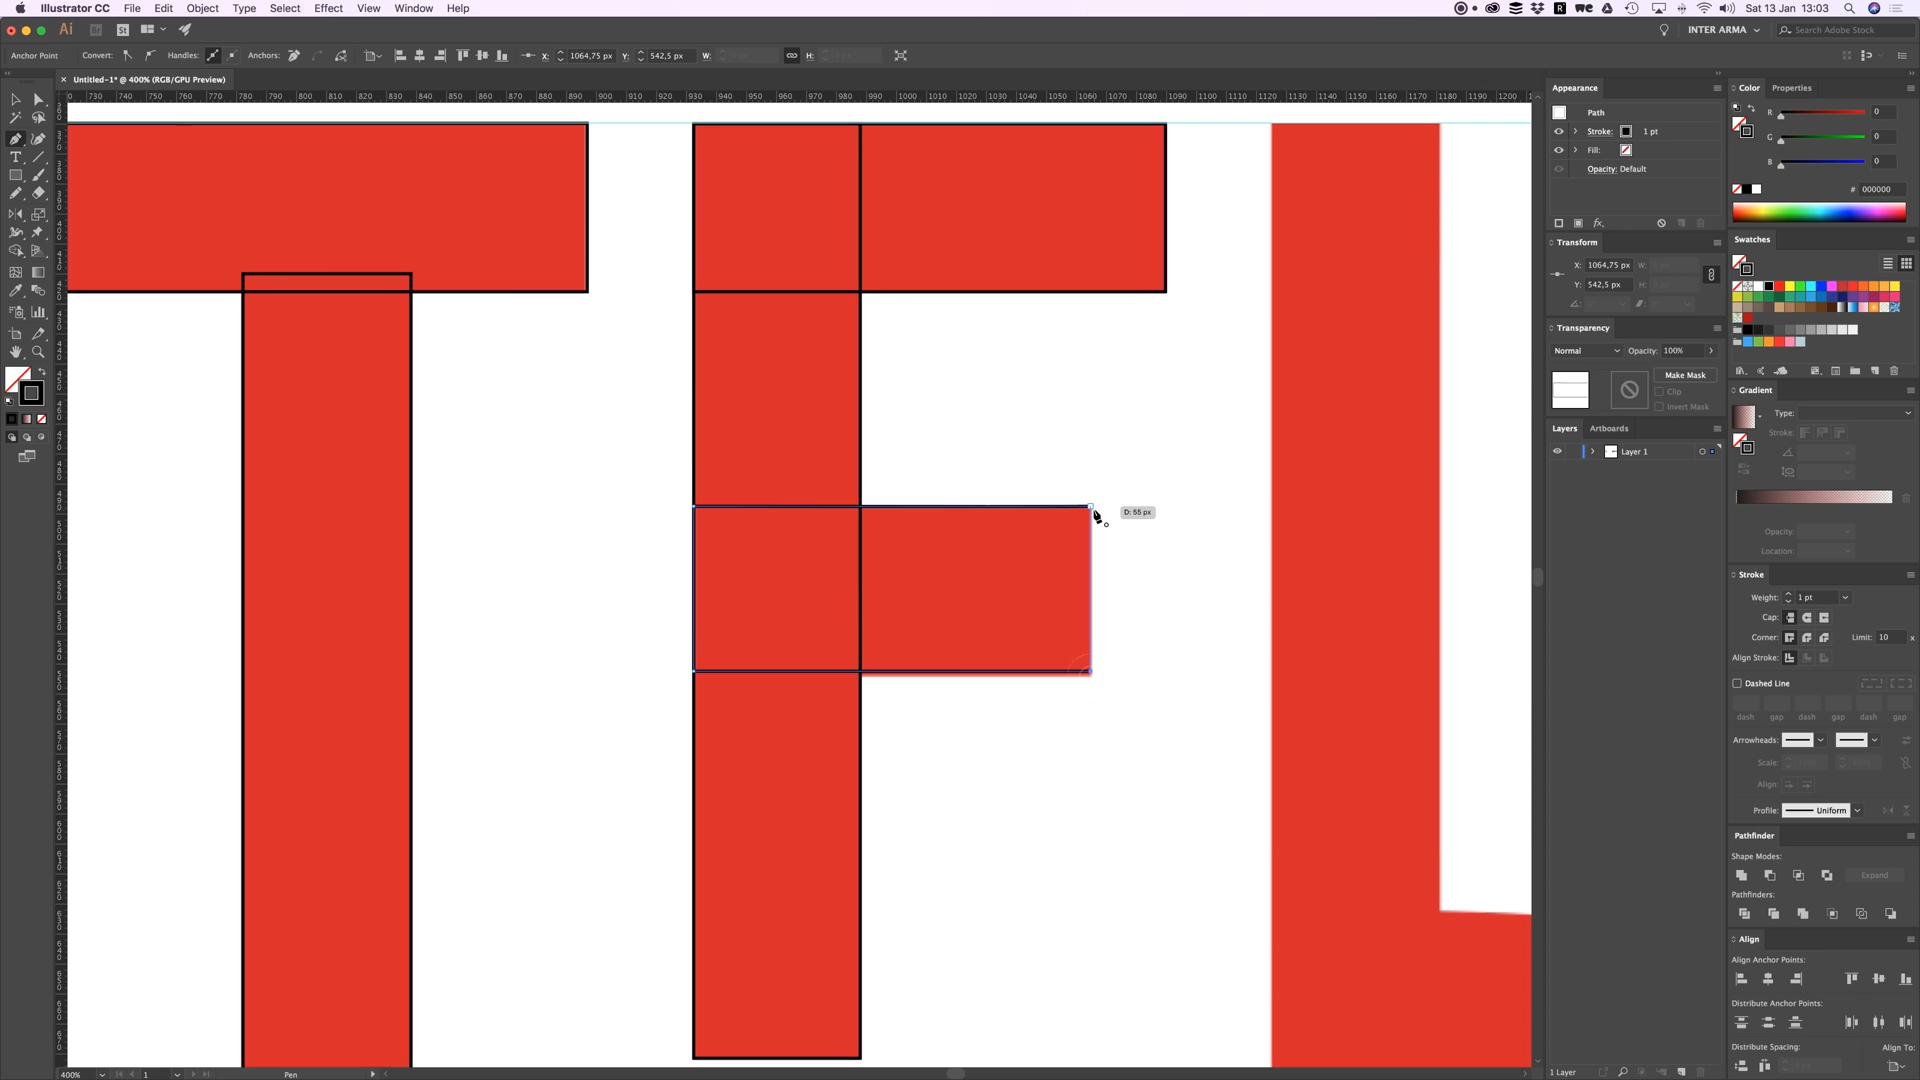 Illustrator CC File Edit Object Type Select Effect View Window Help Sat 13 Jan 13:03
Ai Br St INTER ARMA Search Adobe Stock
Anchor Point Convert: Handles: Anchors: X: 1064,75 px Y: 542,5 px W: H:
Untitled-1* @ 400% (RGB/GPU Preview)
0 730 740 750 760 770 780 790 800 810 820 830 840 850 860 870 880 890 900 910 920 930 940 950 960 970 980 990 1000 1010 1020 1030 1040 1050 1060 1070 1080 1090 1100 1110 1120 1130 1140 1150 1160 1170 1180 1190 1200
D: 55 px
Appearance
Path
Stroke: 1 pt
Fill:
Opacity: Default
fx
Transform
X: 1064,75 px W:
Y: 542,5 px H:
Transparency
Normal Opacity: 100%
Make Mask
Clip
Invert Mask
Layers Artboards
Layer 1
1 Layer
Color Properties
R 0
G 0
B 0
# 000000
Swatches
Gradient
Type:
Stroke:
Opacity:
Location:
Stroke
Weight: 1 pt
Cap:
Corner: Limit: 10 x
Align Stroke:
Dashed Line
dash gap dash gap dash gap
Arrowheads:
Scale:
Align:
Profile: Uniform
Pathfinder
Shape Modes:
Expand
Pathfinders:
Align
Align Anchor Points:
Distribute Anchor Points:
Distribute Spacing: Align To:
400% 1 Pen